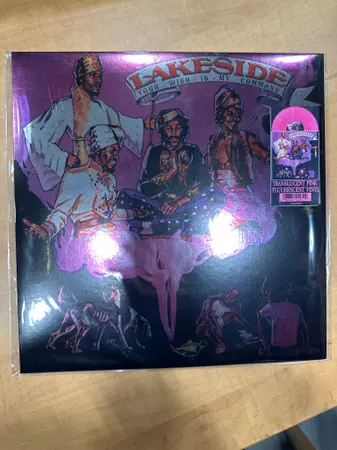 LAKESIDE
YOUR - WISH - IS - MY - COMMAND
TRANSLUCENT PINK
FLUORESCENT VINYL